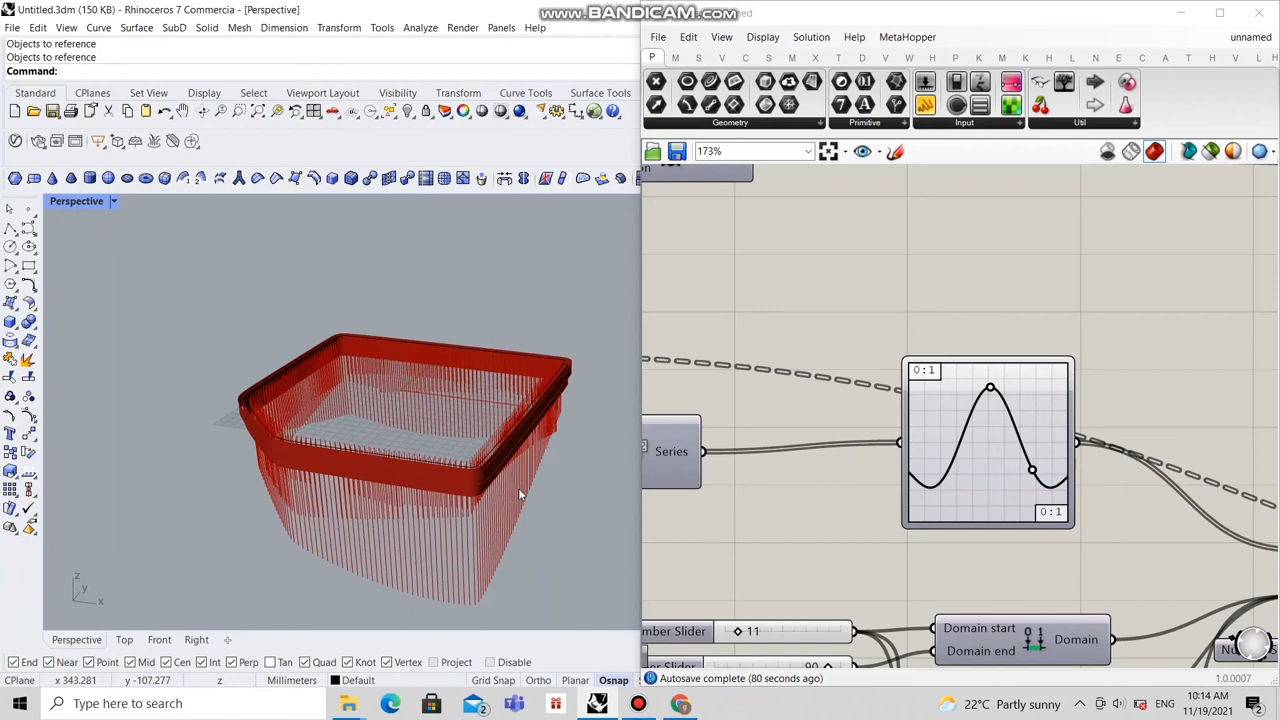 Untitled.3dm (150 KB) - Rhinoceros 7 Commercia - [Perspective]
www.BANDICAM.com
File Edit View Curve Surface SubD Solid Mesh Dimension Transform Tools Analyze Render Panels
File Edit View Display Solution Help MetaHopper
unnamed
Objects to reference
Objects to reference
Command:
Standard CPlanes Set View Display Select Viewport Layout Visibility Transform Curve Tools Surface Tools
Geometry Primitive Input Util
173%
Perspective
0 : 1
0 : 1
Series
mber Slider 11
Domain start
Domain end
Domain
90
z
y
x
Perspective Top Front Right
End Near Point Mid Cen Int Perp Tan Quad Knot Vertex Project Disable
CPlane x 343.281 y -107.277 z Millimeters Default Grid Snap Ortho Planar Osnap
Autosave complete (80 seconds ago)
1.0.0007
Type here to search
22°C Partly sunny
ENG
10:14 AM
11/19/2021